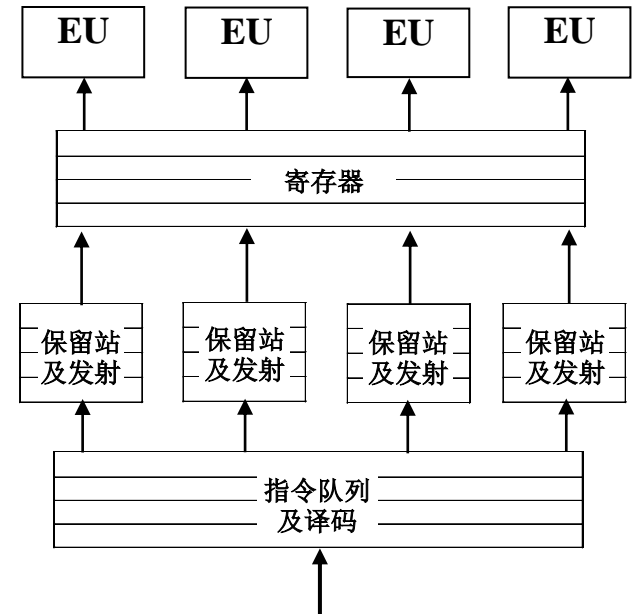 EU EU EU EU
寄存器
保留站 保留站 保留站 保留站
及发射 及发射 及发射 及发射
指令队列
及译码